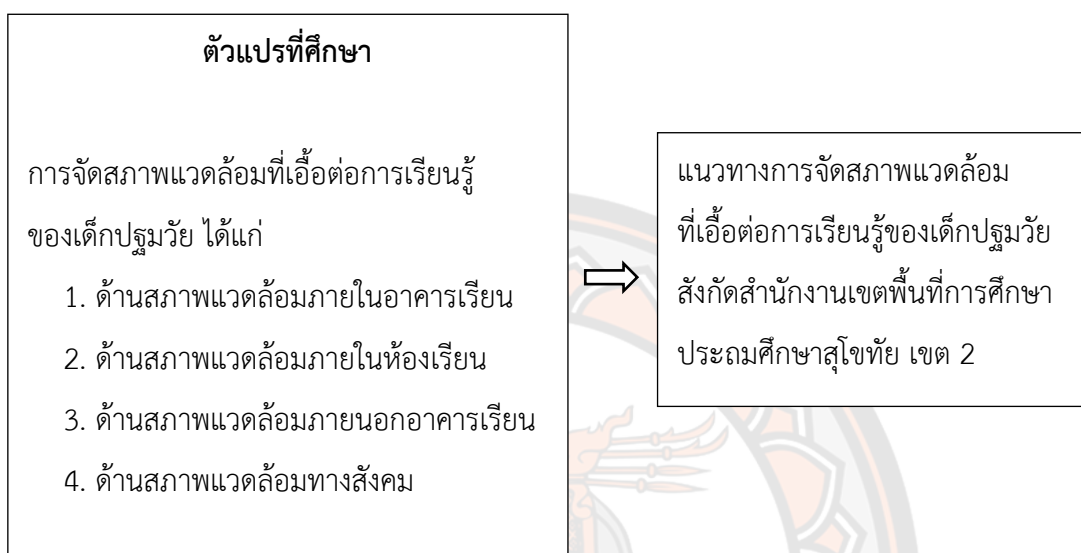 ตัวแปรที่ศึกษา
การจัดสภาพแวดล้อมที่เอื้อต่อการเรียนรู้
ของเด็กปฐมวัย ได้แก่
1. ด้านสภาพแวดล้อมภายในอาคารเรียน
2. ด้านสภาพแวดล้อมภายในห้องเรียน
3. ด้านสภาพแวดล้อมภายนอกอาคารเรียน
4. ด้านสภาพแวดล้อมทางสังคม
แนวทางการจัดสภาพแวดล้อม
ที่เอื้อต่อการเรียนรู้ของเด็กปฐมวัย
สังกัดสำนักงานเขตพื้นที่การศึกษา
ประถมศึกษาสุโขทัย เขต 2